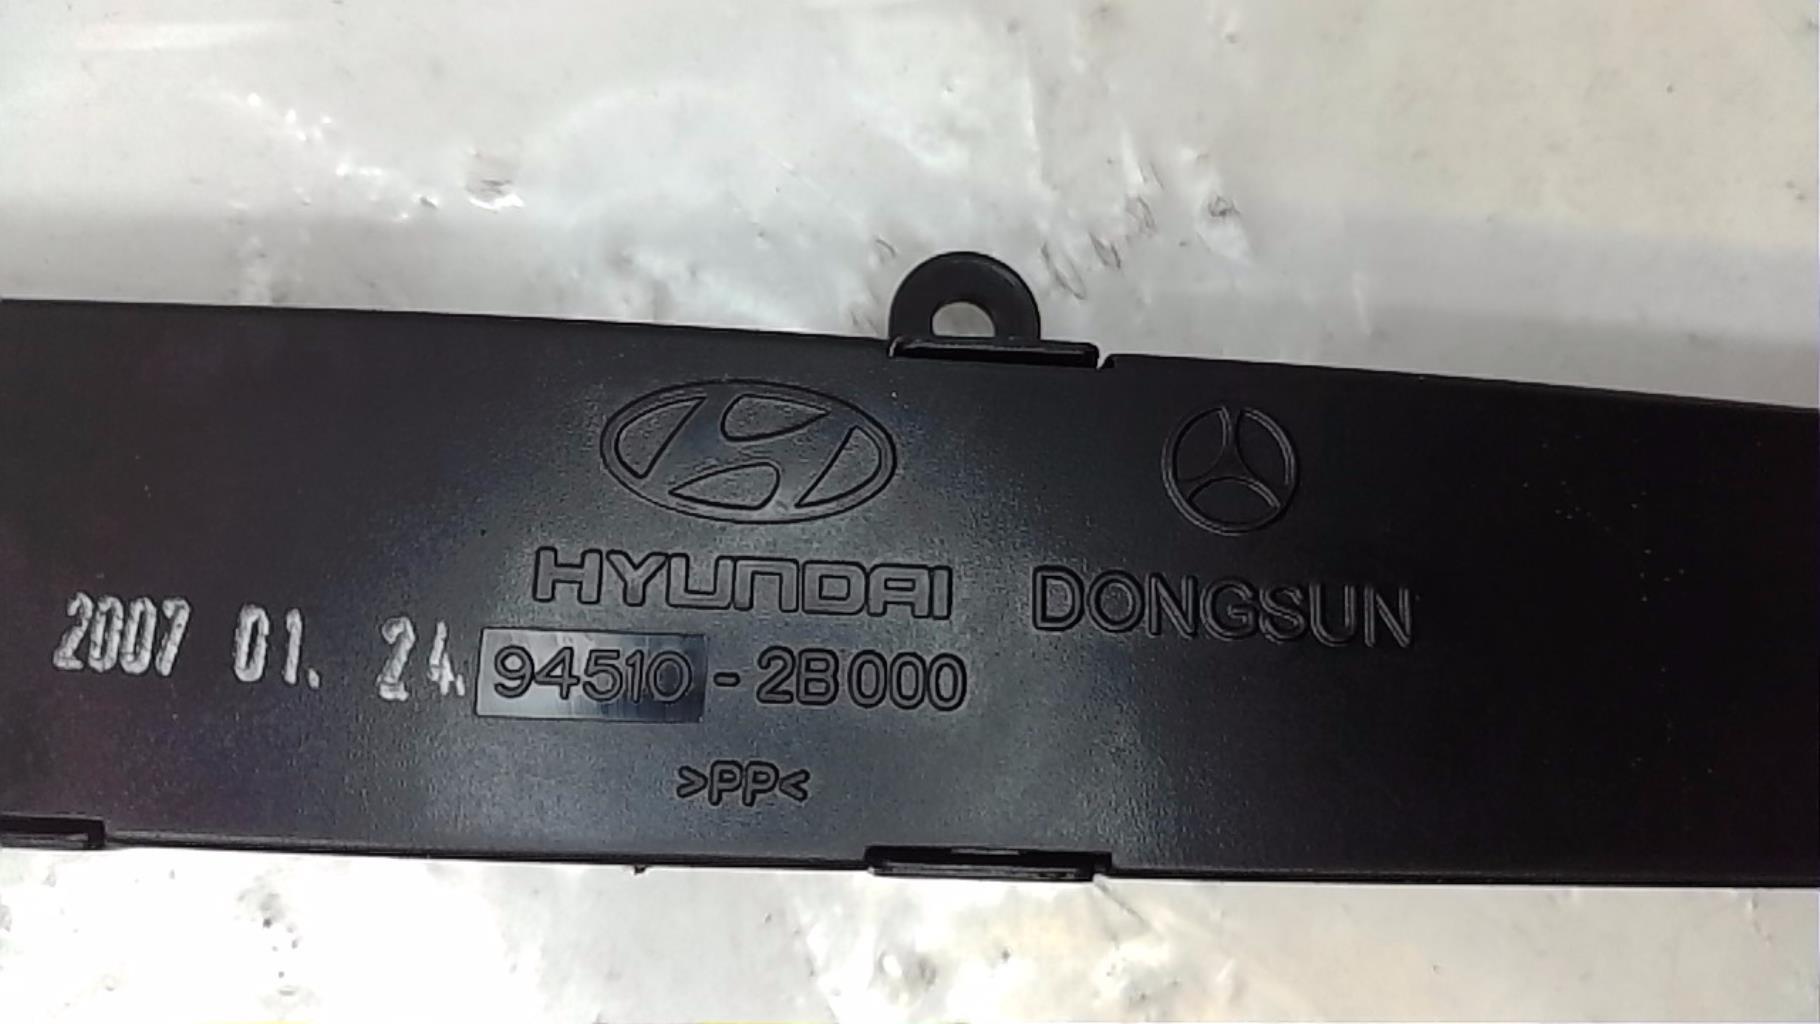 HYUNDAI DONGSUN
2007 01. 24. 94510-2B000
>PP<